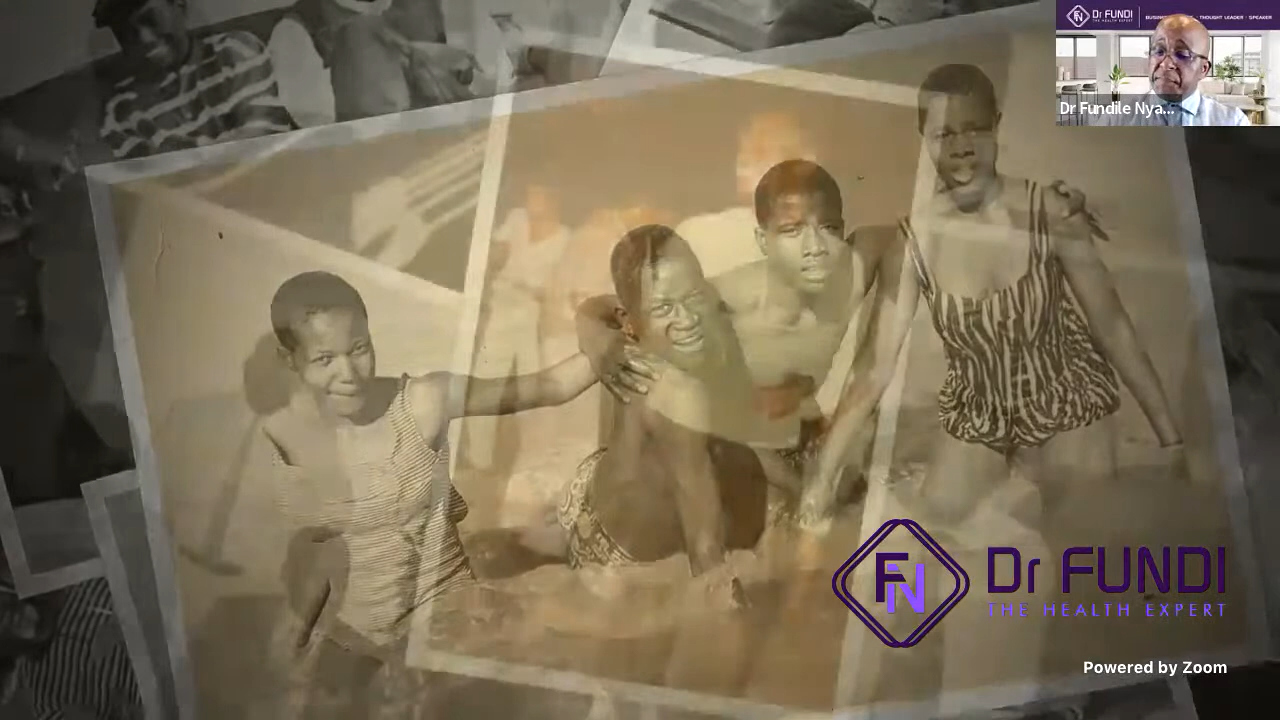 Dr FUNDI
THE HEALTH EXPERT
THOUGHT LEADER · SPEAKER
Dr Fundile Nya...
FN
Dr FUNDI
THE HEALTH EXPERT
Powered by Zoom